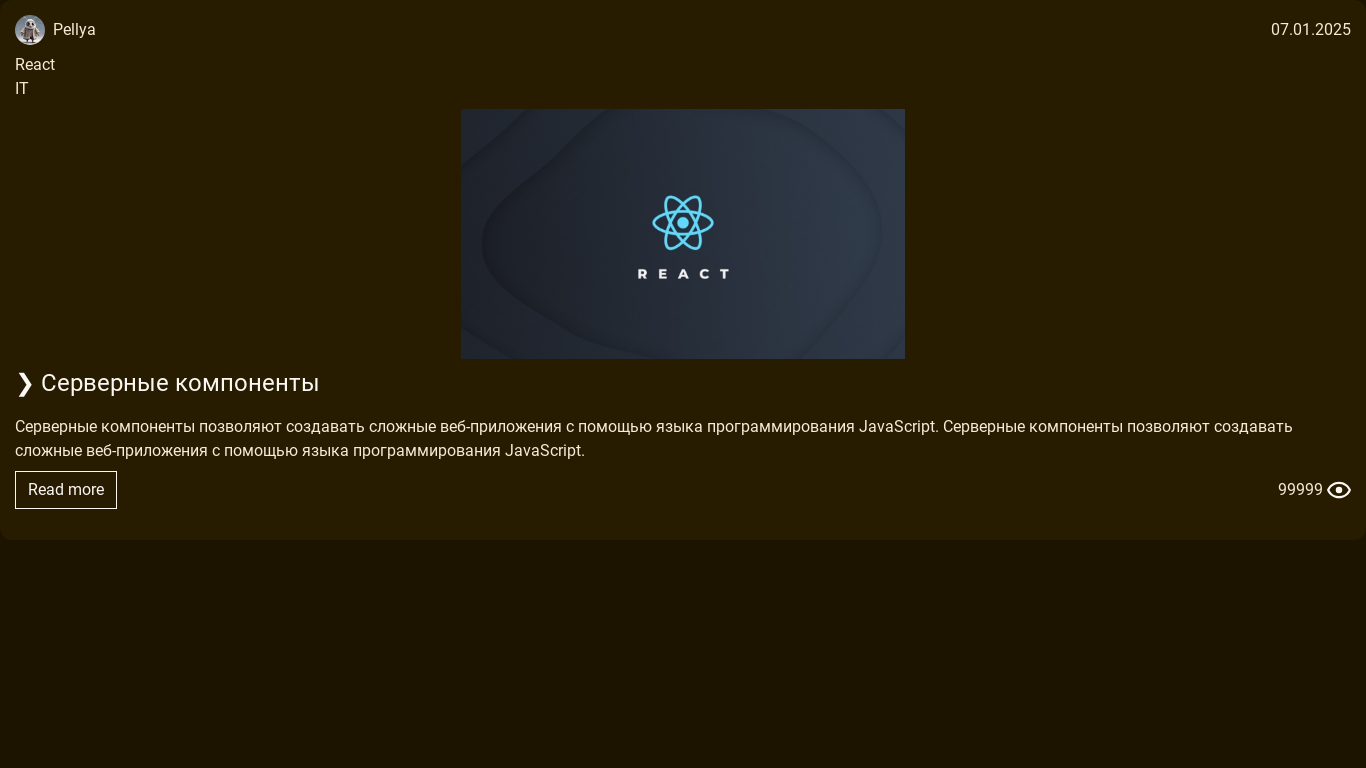 Pellya
07.01.2025
React
IT
REACT
❯ Серверные компоненты
Серверные компоненты позволяют создавать сложные веб-приложения с помощью языка программирования JavaScript. Серверные компоненты позволяют создавать
сложные веб-приложения с помощью языка программирования JavaScript.
Read more
99999